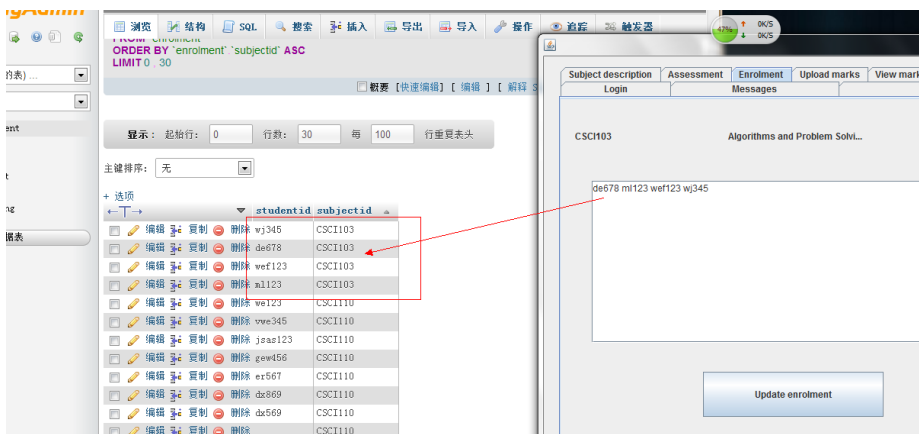 浏览 结构 SQL 搜索 插入 导出 导入 操作 追踪 触发器
47% 0K/S
0K/S
ORDER BY `enrolment`.`subjectid` ASC
LIMIT 0 , 30
概要 [快速编辑] [ 编辑 ] [ 解释 S
的表) ...
ent
t
ng
据表
显示: 起始行: 0 行数: 30 每 100 行重复表头
主键排序: 无
+ 选项
←T→ studentid subjectid
编辑 复制 删除 wj345 CSCI103
编辑 复制 删除 de678 CSCI103
编辑 复制 删除 wef123 CSCI103
编辑 复制 删除 ml123 CSCI103
编辑 复制 删除 we123 CSCI110
编辑 复制 删除 vwe345 CSCI110
编辑 复制 删除 jsas123 CSCI110
编辑 复制 删除 gew456 CSCI110
编辑 复制 删除 er567 CSCI110
编辑 复制 删除 dx869 CSCI110
编辑 复制 删除 dx569 CSCI110
编辑 复制 删除 CSCI110
Subject description Assessment Enrolment Upload marks View mark
Login Messages
CSCI103 Algorithms and Problem Solvi...
de678 ml123 wef123 wj345
Update enrolment